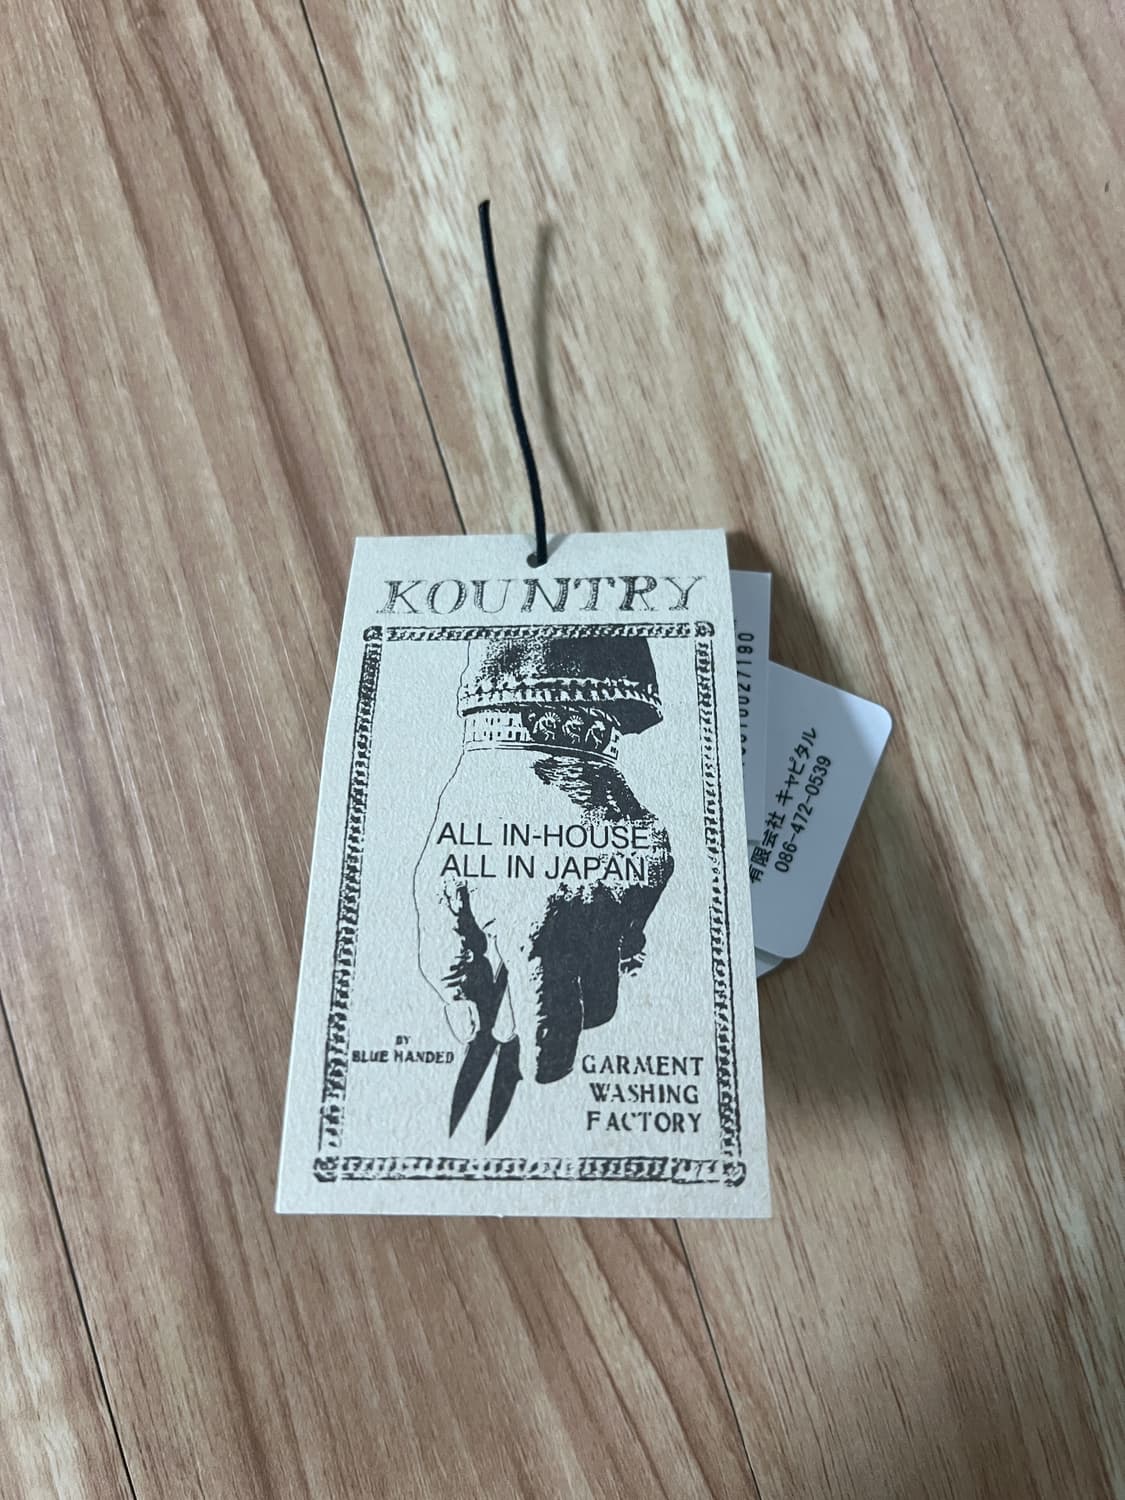 KOUNTRY
ALL IN-HOUSE
ALL IN JAPAN
BY
BLUE HANDED
GARMENT
WASHING
FACTORY
有限会社 キャピタル
086-472-0539